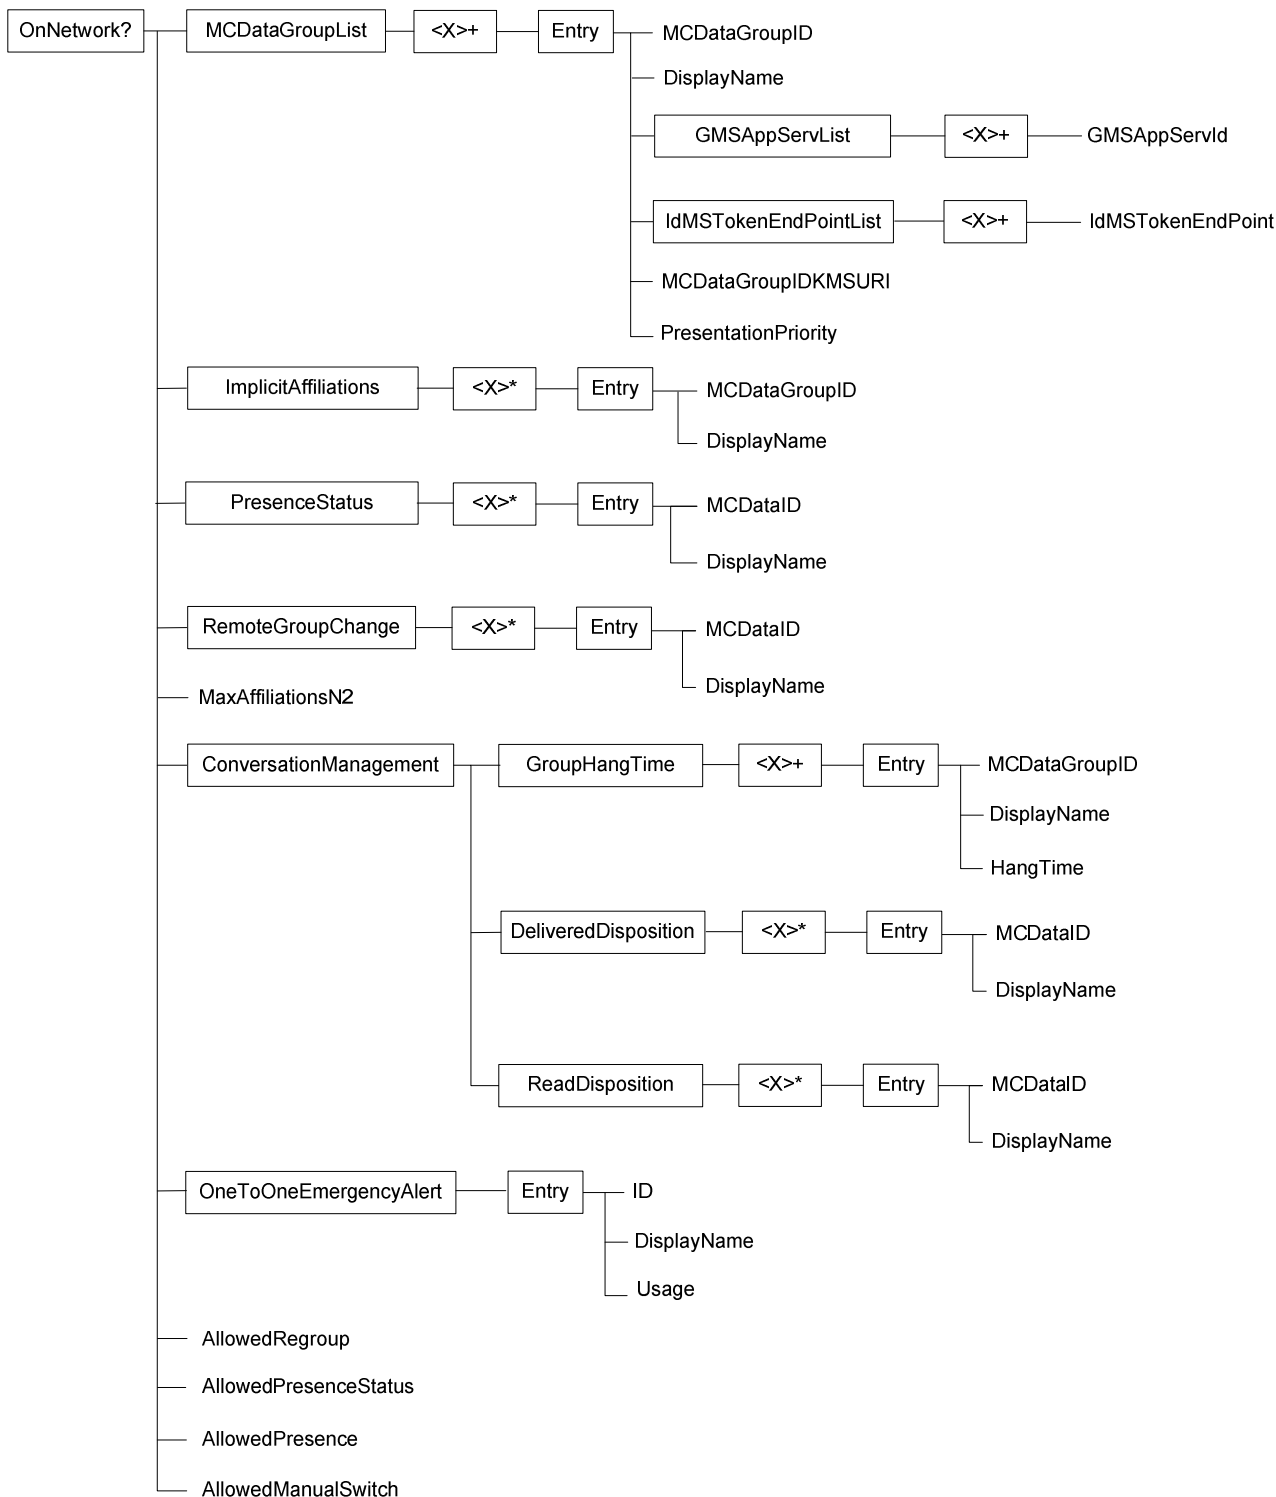 OnNetwork?
MCDataGroupList
<X>+
Entry
MCDataGroupID
DisplayName
GMSAppServList
<X>+
GMSAppServId
IdMSTokenEndPointList
<X>+
IdMSTokenEndPoint
MCDataGroupIDKMSURI
PresentationPriority
ImplicitAffiliations
<X>*
Entry
MCDataGroupID
DisplayName
PresenceStatus
<X>*
Entry
MCDataID
DisplayName
RemoteGroupChange
<X>*
Entry
MCDataID
DisplayName
MaxAffiliationsN2
ConversationManagement
GroupHangTime
<X>+
Entry
MCDataGroupID
DisplayName
HangTime
DeliveredDisposition
<X>*
Entry
MCDataID
DisplayName
ReadDisposition
<X>*
Entry
MCDataID
DisplayName
OneToOneEmergencyAlert
Entry
ID
DisplayName
Usage
AllowedRegroup
AllowedPresenceStatus
AllowedPresence
AllowedManualSwitch